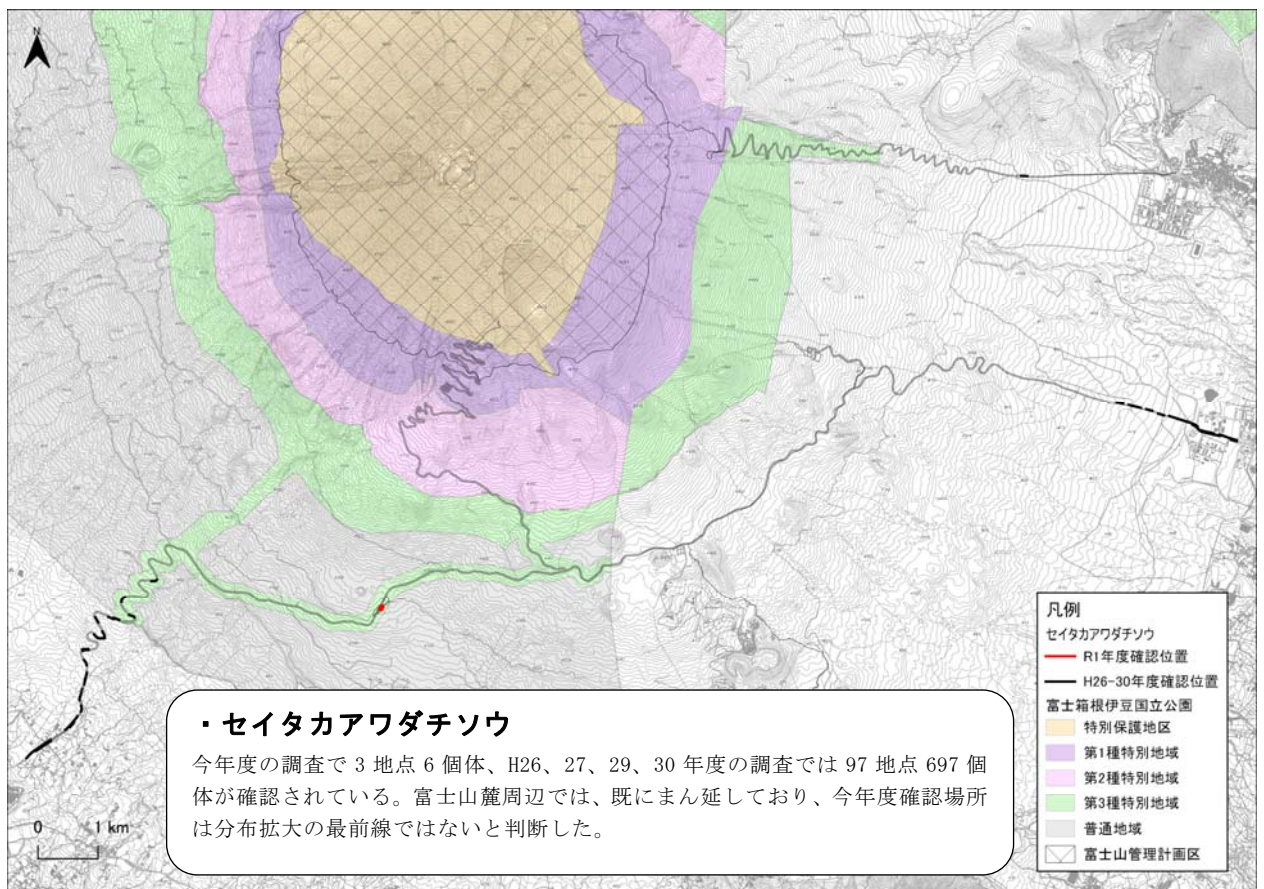 N
・セイタカアワダチソウ
今年度の調査で 3 地点 6 個体、H26、27、29、30 年度の調査では 97 地点 697 個
体が確認されている。富士山麓周辺では、既にまん延しており、今年度確認場所
は分布拡大の最前線ではないと判断した。
0 1 km
凡例
セイタカアワダチソウ
R1年度確認位置
H26-30年度確認位置
富士箱根伊豆国立公園
特別保護地区
第1種特別地域
第2種特別地域
第3種特別地域
普通地域
富士山管理計画区